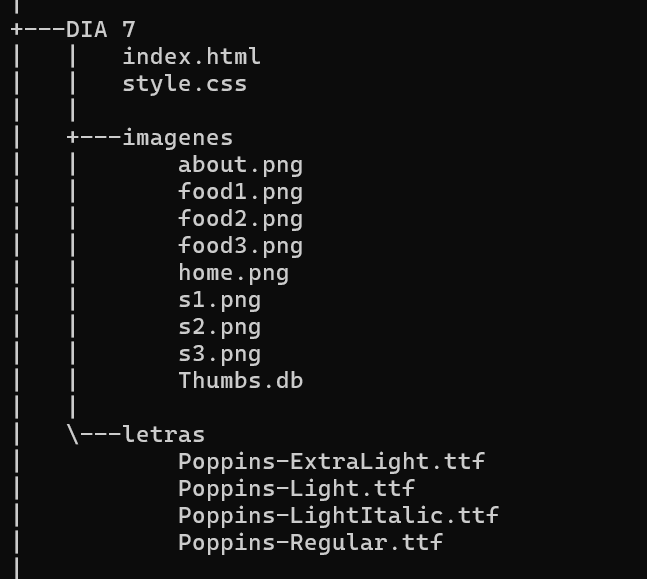 +---DIA 7
|   |   index.html
|   |   style.css
|   |
|   +---imagenes
|   |       about.png
|   |       food1.png
|   |       food2.png
|   |       food3.png
|   |       home.png
|   |       s1.png
|   |       s2.png
|   |       s3.png
|   |       Thumbs.db
|   |
|   \---letras
|           Poppins-ExtraLight.ttf
|           Poppins-Light.ttf
|           Poppins-LightItalic.ttf
|           Poppins-Regular.ttf
|